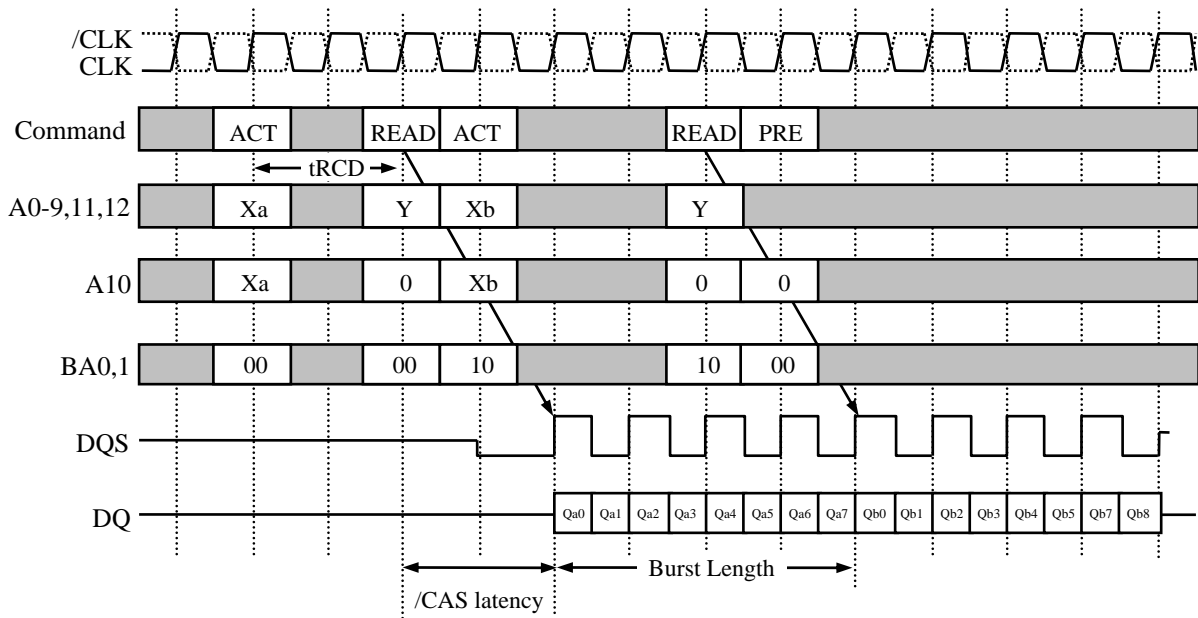 /CLK
CLK
Command ACT READ ACT READ PRE
tRCD
A0-9,11,12 Xa Y Xb Y
A10 Xa 0 Xb 0 0
BA0,1 00 00 10 10 00
DQS
DQ Qa0 Qa1 Qa2 Qa3 Qa4 Qa5 Qa6 Qa7 Qb0 Qb1 Qb2 Qb3 Qb4 Qb5 Qb7 Qb8
Burst Length
/CAS latency